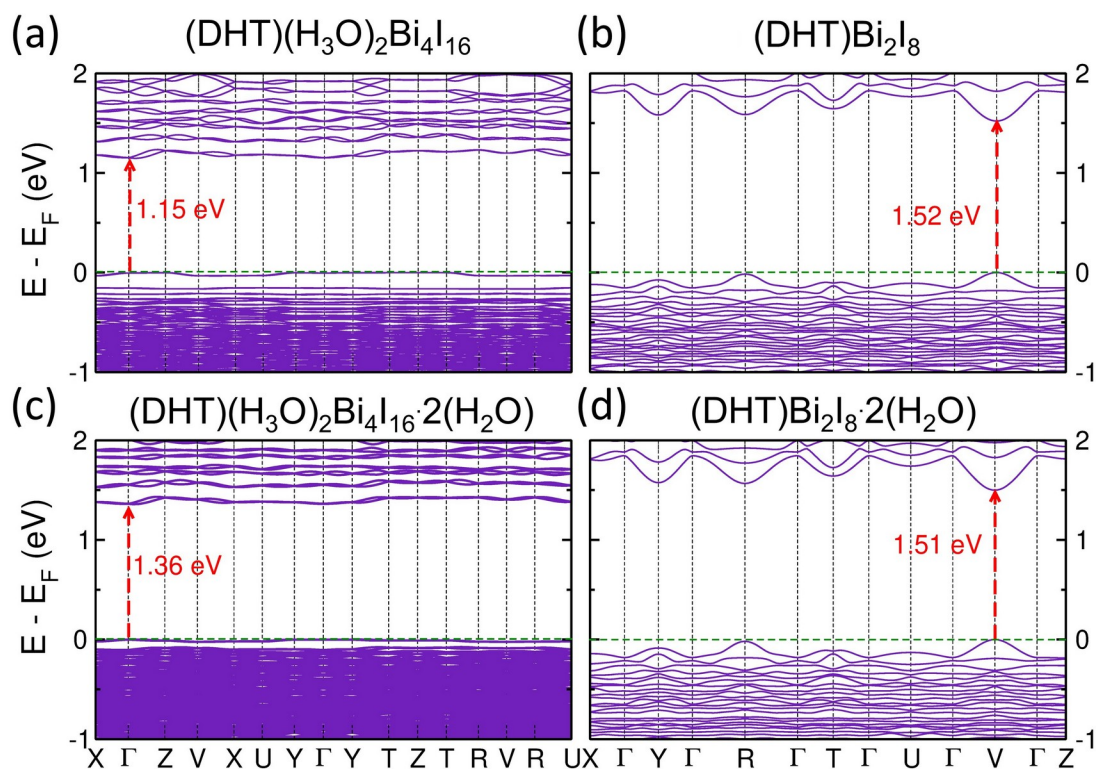 (a) (DHT)(H₃O)₂Bi₄I₁₆
(b) (DHT)Bi₂I₈
E - E_F (eV)
2
1
0
-1
1.15 eV
1.52 eV
2
1
0
-1
(c) (DHT)(H₃O)₂Bi₄I₁₆·2(H₂O)
(d) (DHT)Bi₂I₈·2(H₂O)
E - E_F (eV)
2
1
0
-1
1.36 eV
1.51 eV
2
1
0
-1
X Γ Z V X U Y Γ Y T Z T R V R U
X Γ Y Γ R Γ T Γ U Γ V Γ Z